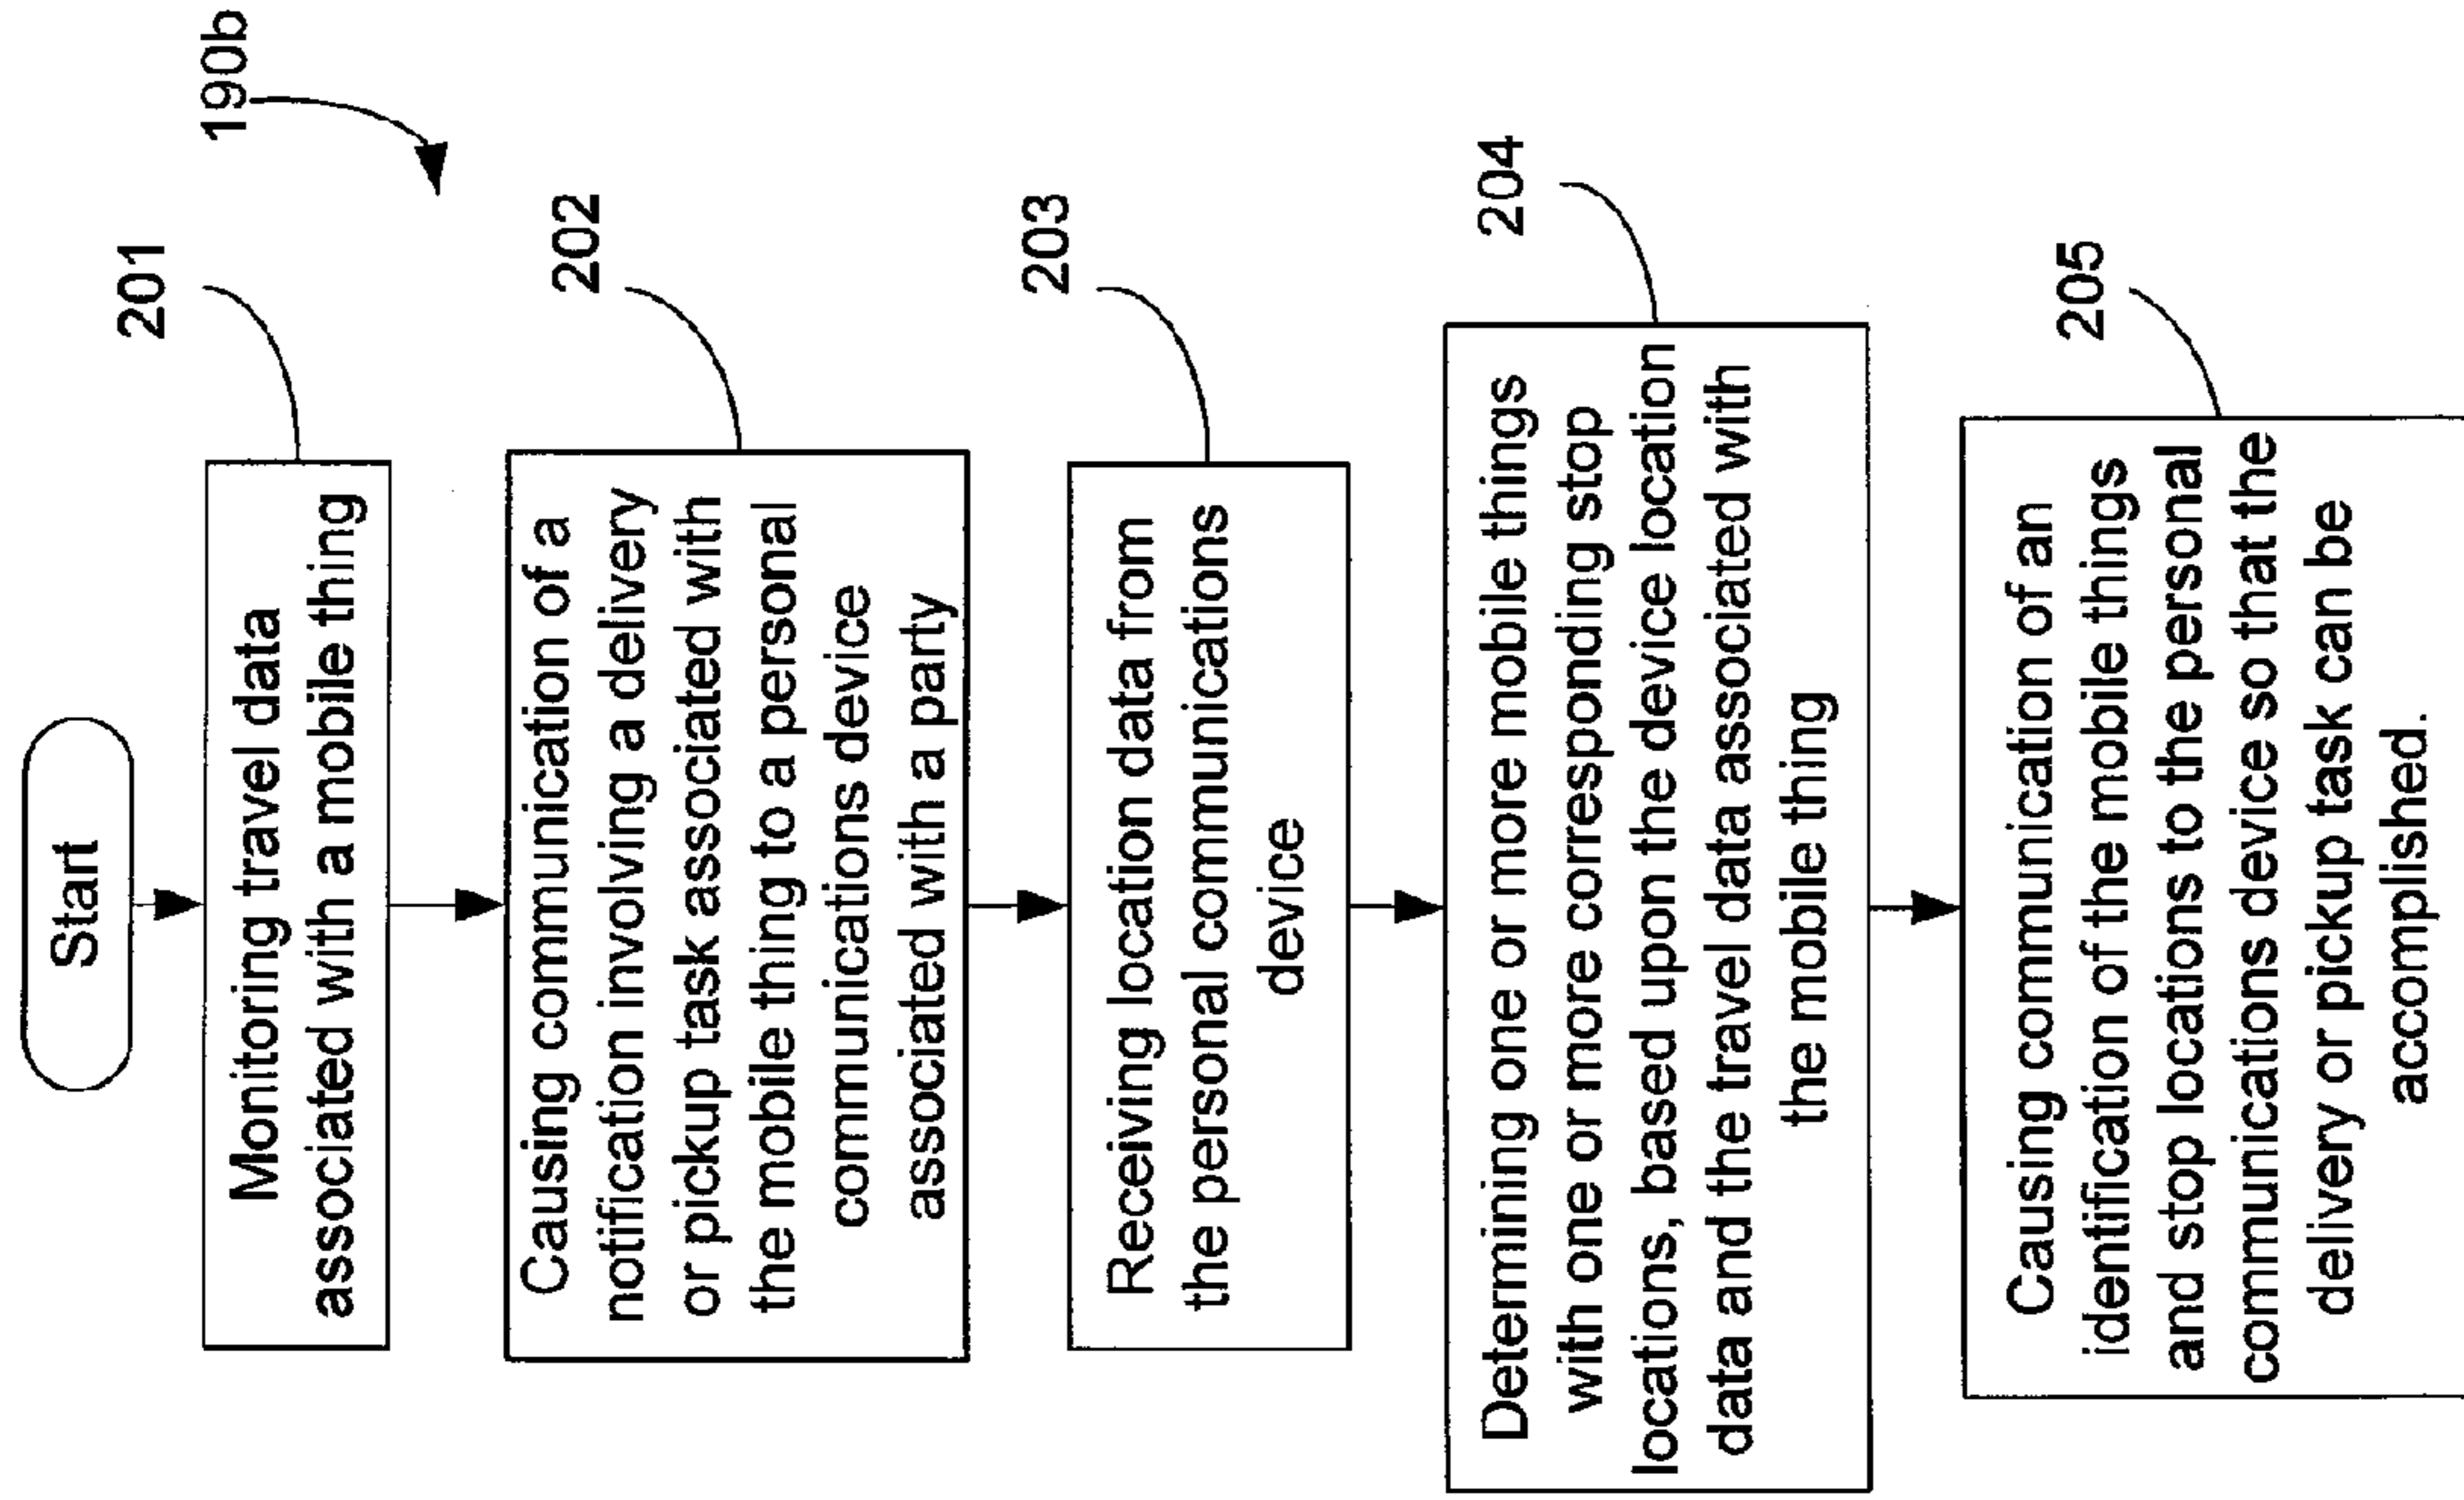 190b
Start
201
Monitoring travel data
associated with a mobile thing
202
Causing communication of a
notification involving a delivery
or pickup task associated with
the mobile thing to a personal
communications device
associated with a party
203
Receiving location data from
the personal communications
device
204
Determining one or more mobile things
with one or more corresponding stop
locations, based upon the device location
data and the travel data associated with
the mobile thing
205
Causing communication of an
identification of the mobile things
and stop locations to the personal
communications device so that the
delivery or pickup task can be
accomplished.